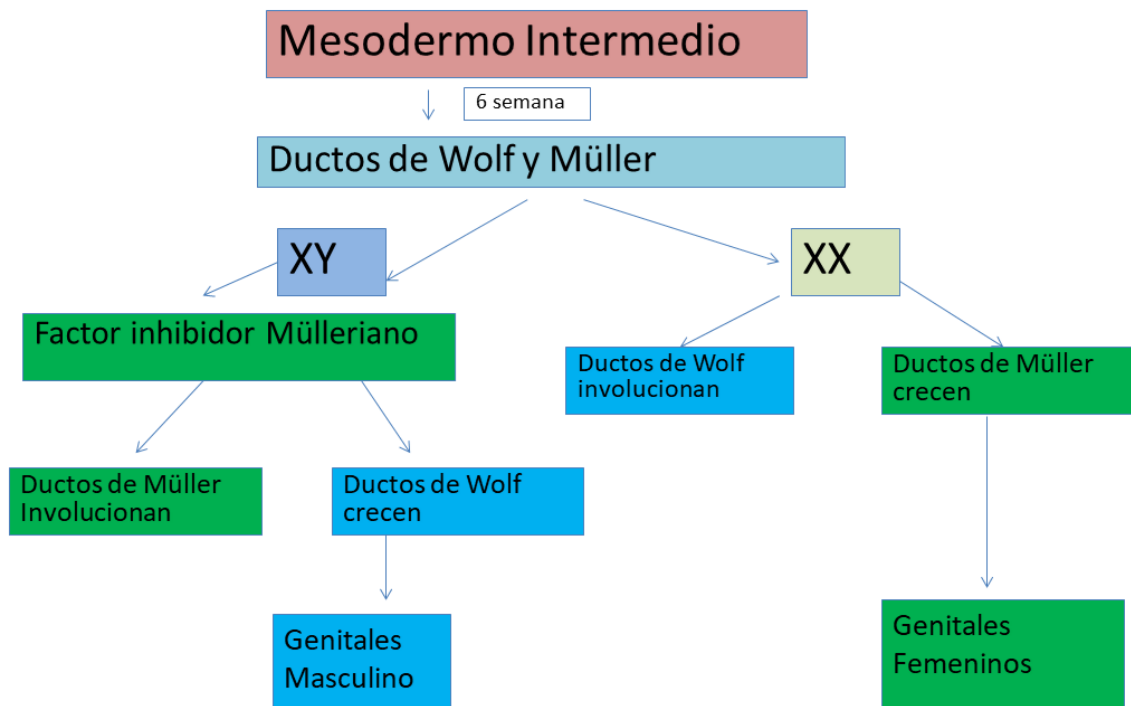 Mesodermo Intermedio
6 semana
Ductos de Wolf y Müller
XY
XX
Factor inhibidor Mülleriano
Ductos de Wolf
involucionan
Ductos de Müller
crecen
Ductos de Müller
Involucionan
Ductos de Wolf
crecen
Genitales
Masculino
Genitales
Femeninos